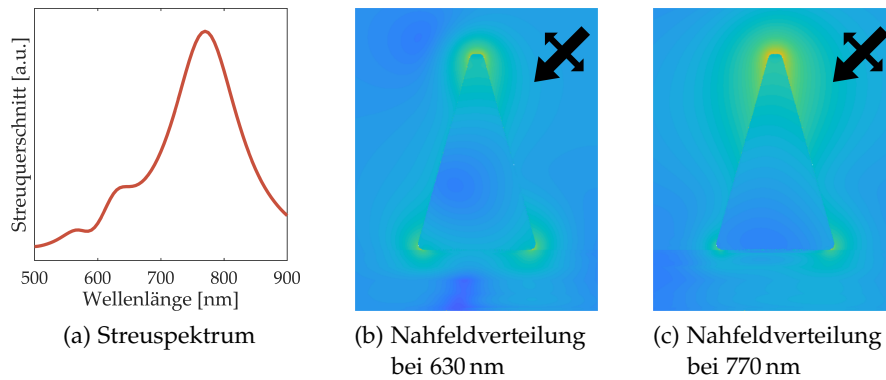 Streuquerschnitt [a.u.]
500 600 700 800 900
Wellenlänge [nm]
(a) Streuspektrum
(b) Nahfeldverteilung
bei 630 nm
(c) Nahfeldverteilung
bei 770 nm